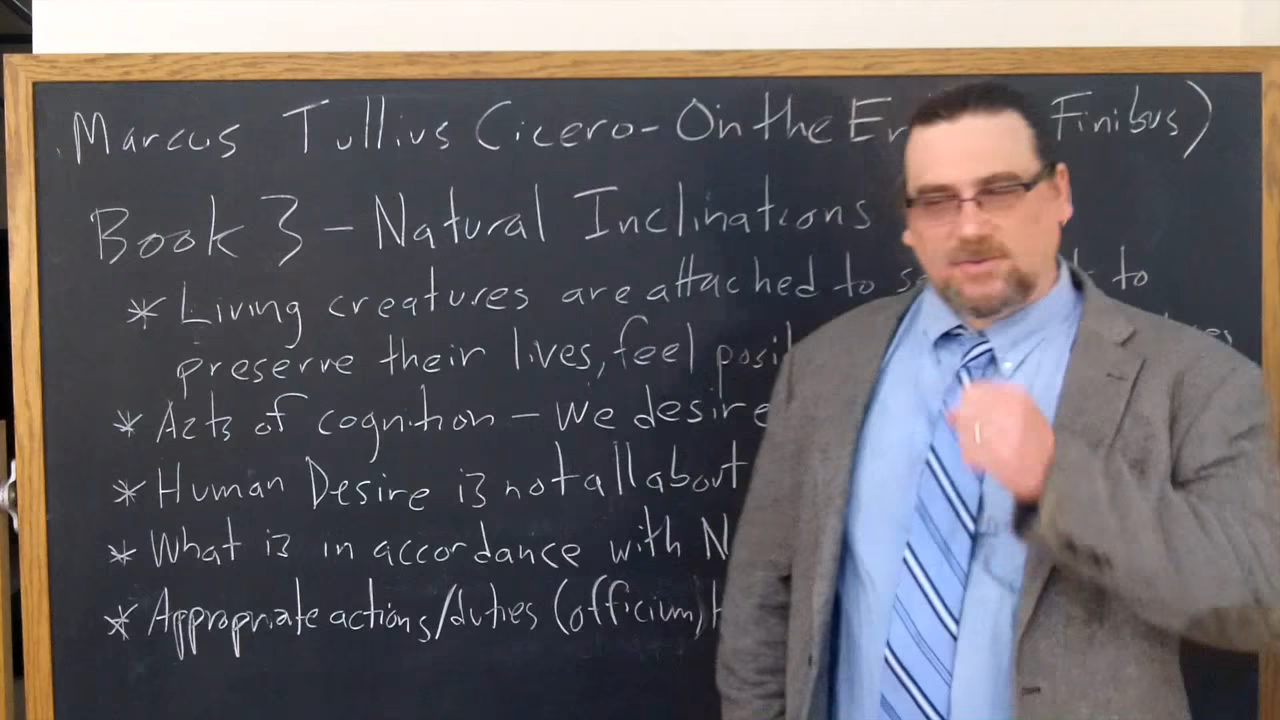 Marcus Tullius Cicero - On the Finibus)
Book 3 - Natural Inclinations
* Living creatures are attached to to
preserve their lives, feel
* Acts of cognition - we desire
* Human Desire is not all about
* What is in accordance with
* Appropriate actions/duties (officium)